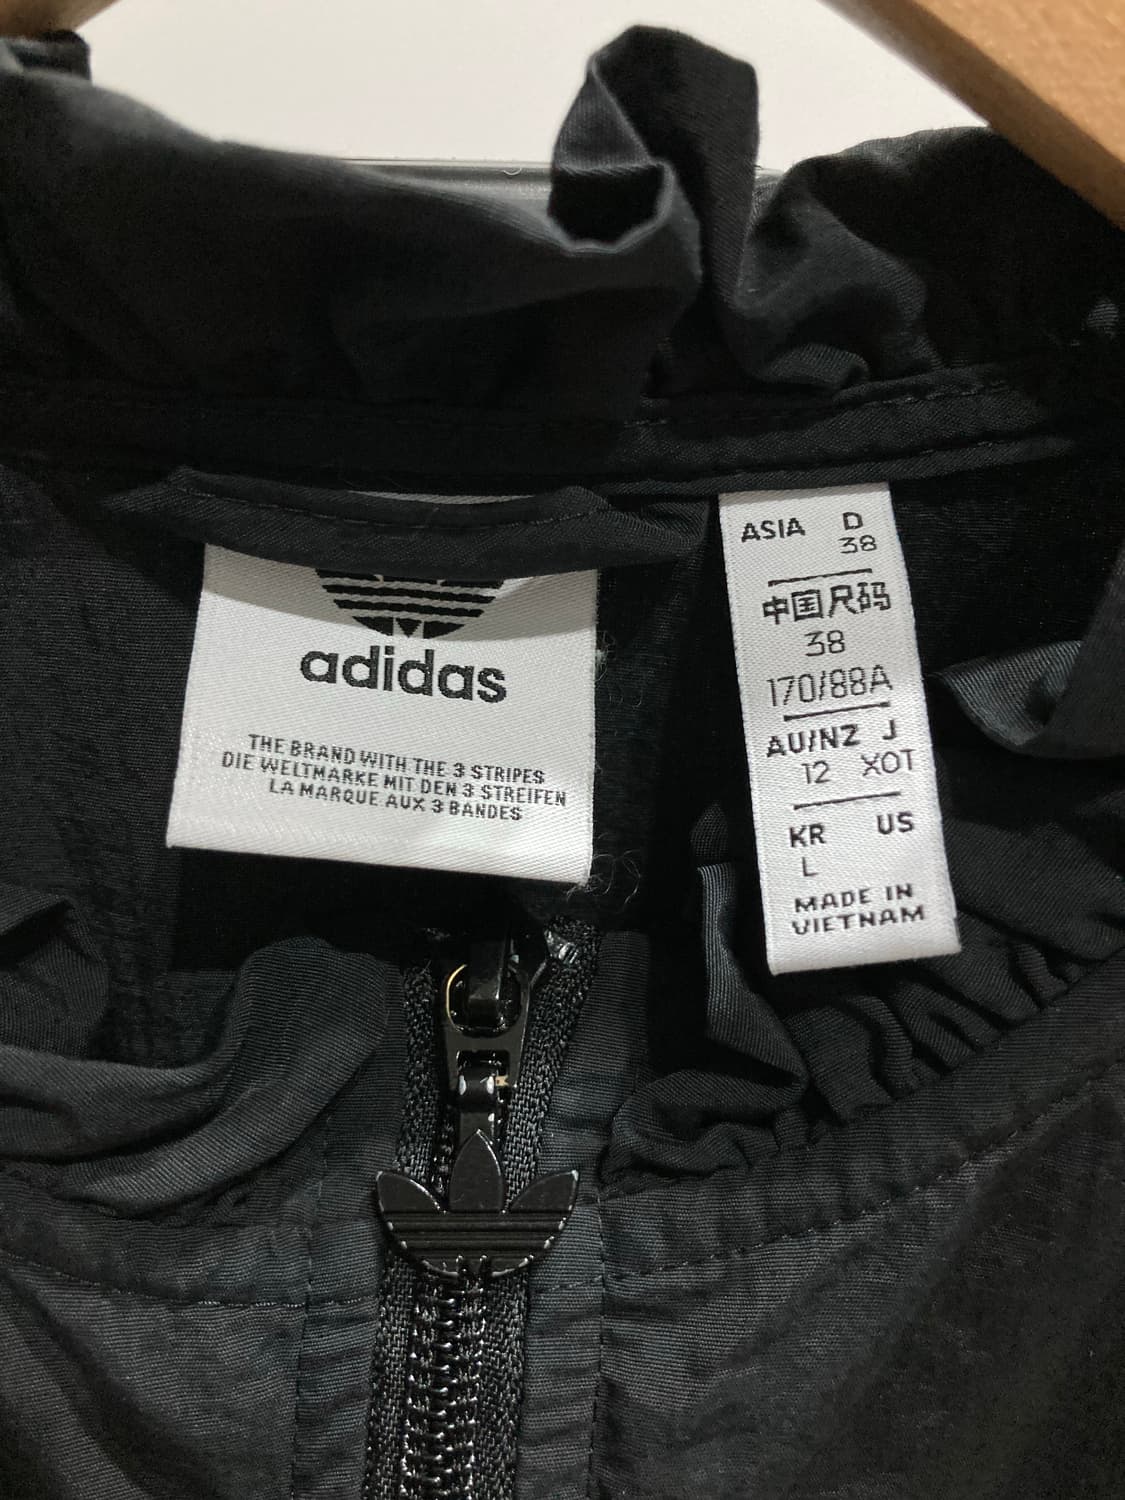 adidas
THE BRAND WITH THE 3 STRIPES
DIE WELTMARKE MIT DEN 3 STREIFEN
LA MARQUE AUX 3 BANDES
ASIA D
38
中国尺码
38
170/88A
AU/NZ J
12 XOT
KR US
L
MADE IN
VIETNAM